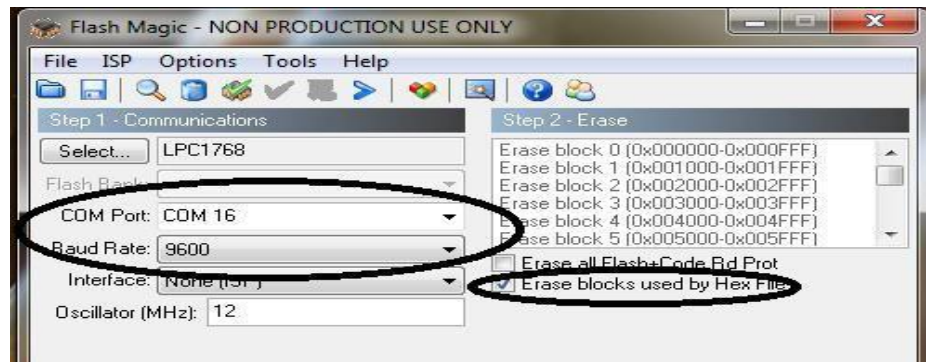 Flash Magic - NON PRODUCTION USE ONLY
File ISP Options Tools Help
Step 1 - Communications
Select... LPC1768
Flash Bank:
COM Port: COM 16
Baud Rate: 9600
Interface: None (ISP)
Oscillator (MHz): 12
Step 2 - Erase
Erase block 0 (0x000000-0x000FFF)
Erase block 1 (0x001000-0x001FFF)
Erase block 2 (0x002000-0x002FFF)
Erase block 3 (0x003000-0x003FFF)
Erase block 4 (0x004000-0x004FFF)
Erase block 5 (0x005000-0x005FFF)
Erase all Flash+Code Rd Prot
Erase blocks used by Hex File